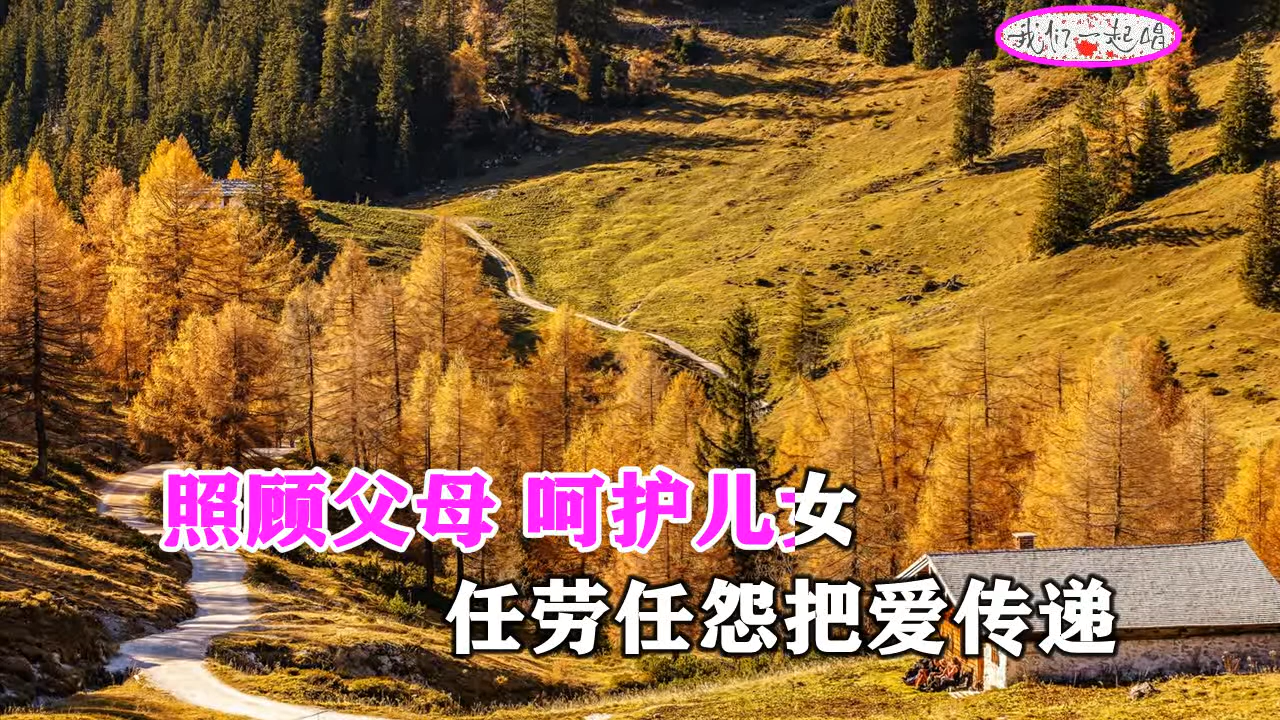 我们一起唱
照顾父母 呵护儿女
任劳任怨把爱传递